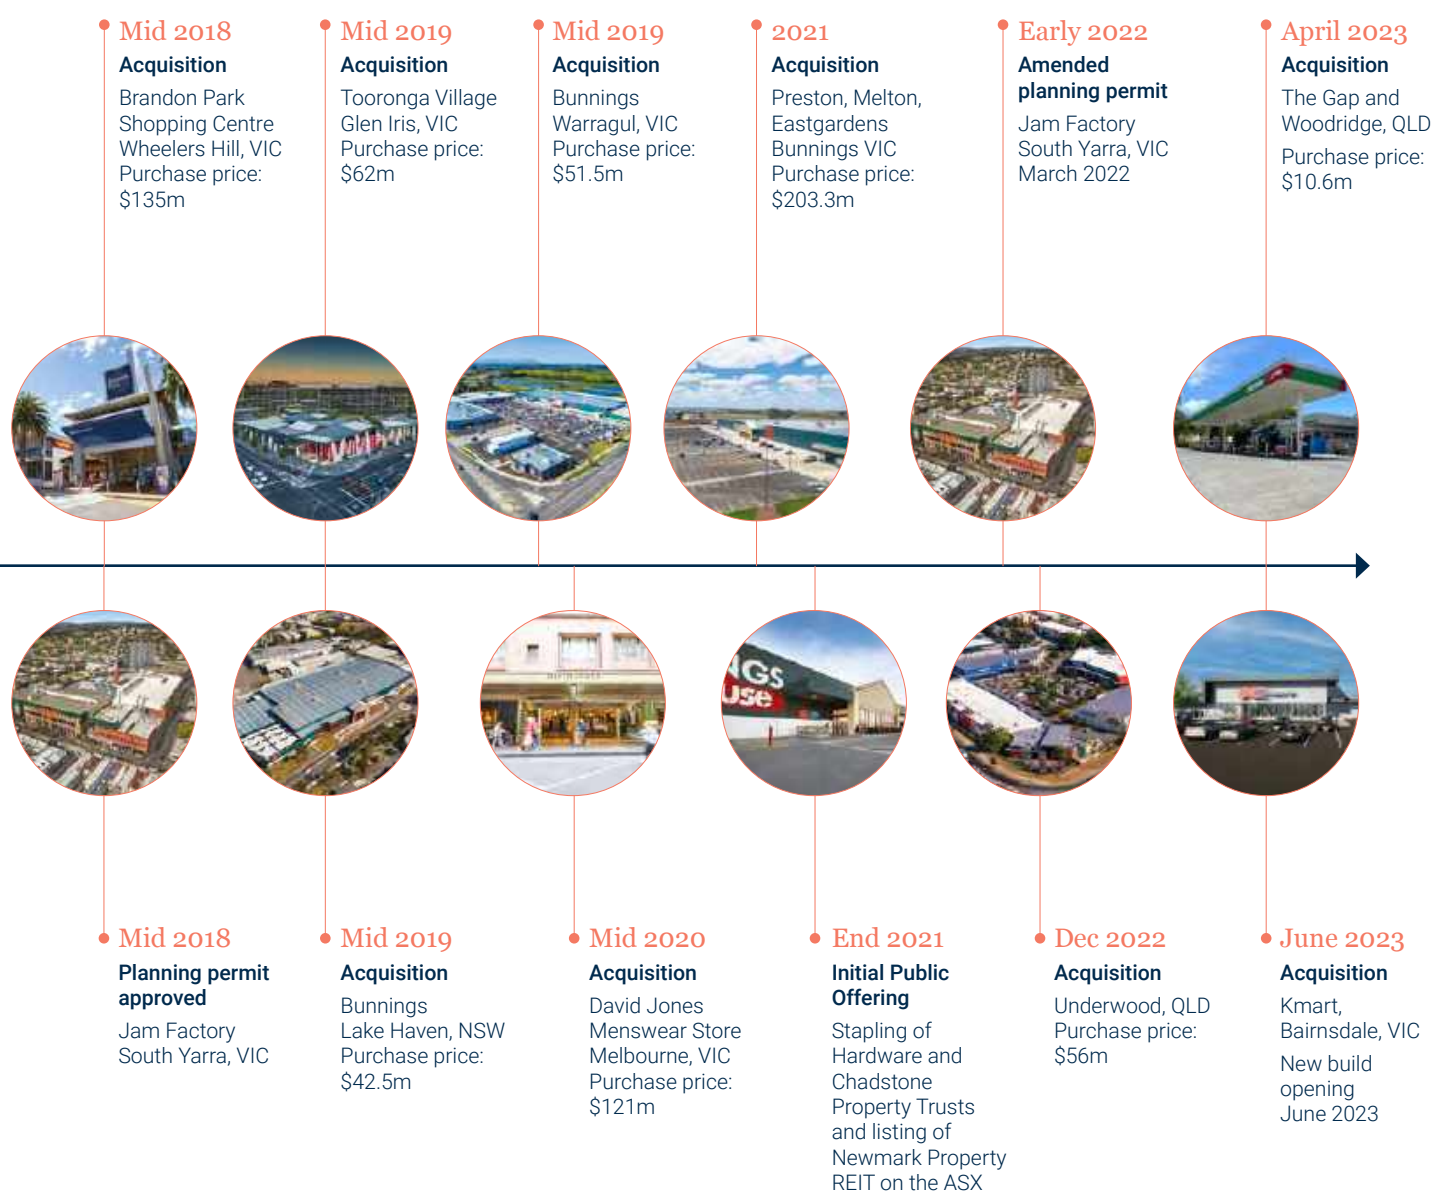 Mid 2018
Acquisition
Brandon Park
Shopping Centre
Wheelers Hill, VIC
Purchase price:
$135m
Mid 2019
Acquisition
Tooronga Village
Glen Iris, VIC
Purchase price:
$62m
Mid 2019
Acquisition
Bunnings
Warragul, VIC
Purchase price:
$51.5m
2021
Acquisition
Preston, Melton,
Eastgardens
Bunnings VIC
Purchase price:
$203.3m
Early 2022
Amended
planning permit
Jam Factory
South Yarra, VIC
March 2022
April 2023
Acquisition
The Gap and
Woodridge, QLD
Purchase price:
$10.6m
NGS
use
Mid 2018
Planning permit
approved
Jam Factory
South Yarra, VIC
Mid 2019
Acquisition
Bunnings
Lake Haven, NSW
Purchase price:
$42.5m
Mid 2020
Acquisition
David Jones
Menswear Store
Melbourne, VIC
Purchase price:
$121m
End 2021
Initial Public
Offering
Stapling of
Hardware and
Chadstone
Property Trusts
and listing of
Newmark Property
REIT on the ASX
Dec 2022
Acquisition
Underwood, QLD
Purchase price:
$56m
June 2023
Acquisition
Kmart,
Bairnsdale, VIC
New build
opening
June 2023